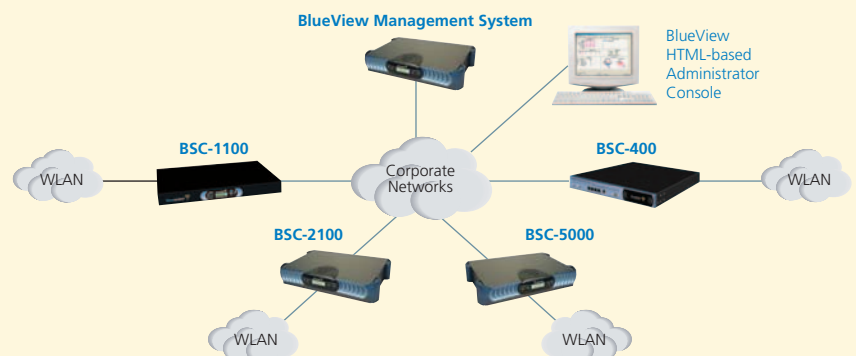 BlueView Management System
BlueView
HTML-based
Administrator
Console
BSC-1100
BSC-400
WLAN
Corporate
Networks
WLAN
BSC-2100
BSC-5000
WLAN
WLAN